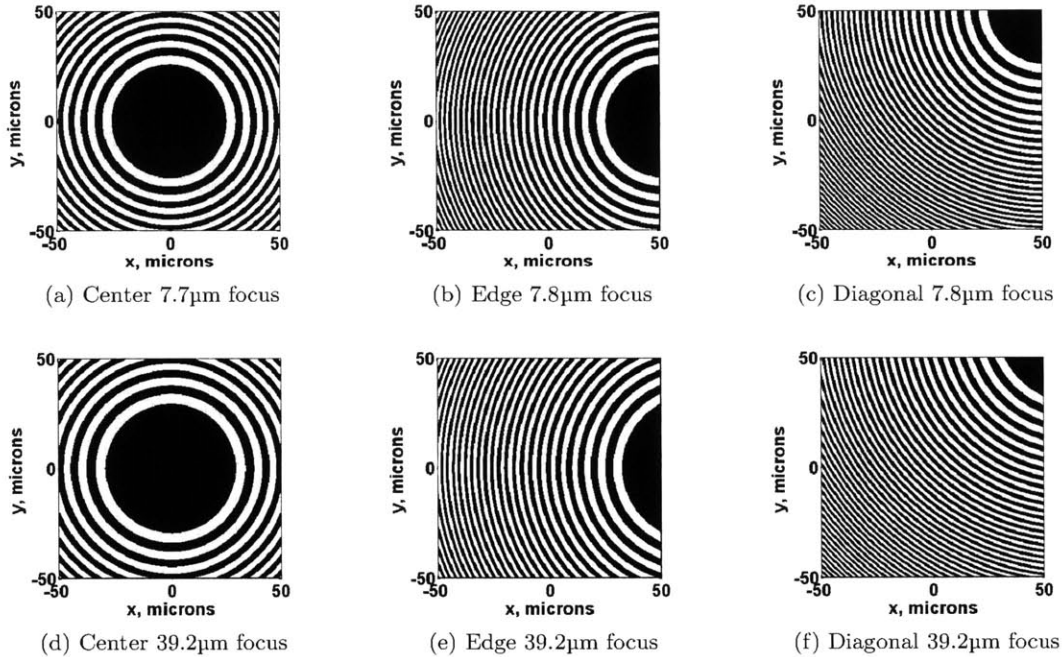 50
0
-50
y, microns
-50
0
50
x, microns
(a) Center 7.7µm focus
50
0
-50
y, microns
-50
0
50
x, microns
(b) Edge 7.8µm focus
50
0
-50
y, microns
-50
0
50
x, microns
(c) Diagonal 7.8µm focus
50
0
-50
y, microns
-50
0
50
x, microns
(d) Center 39.2µm focus
50
0
-50
y, microns
-50
0
50
x, microns
(e) Edge 39.2µm focus
50
0
-50
y, microns
-50
0
50
x, microns
(f) Diagonal 39.2µm focus